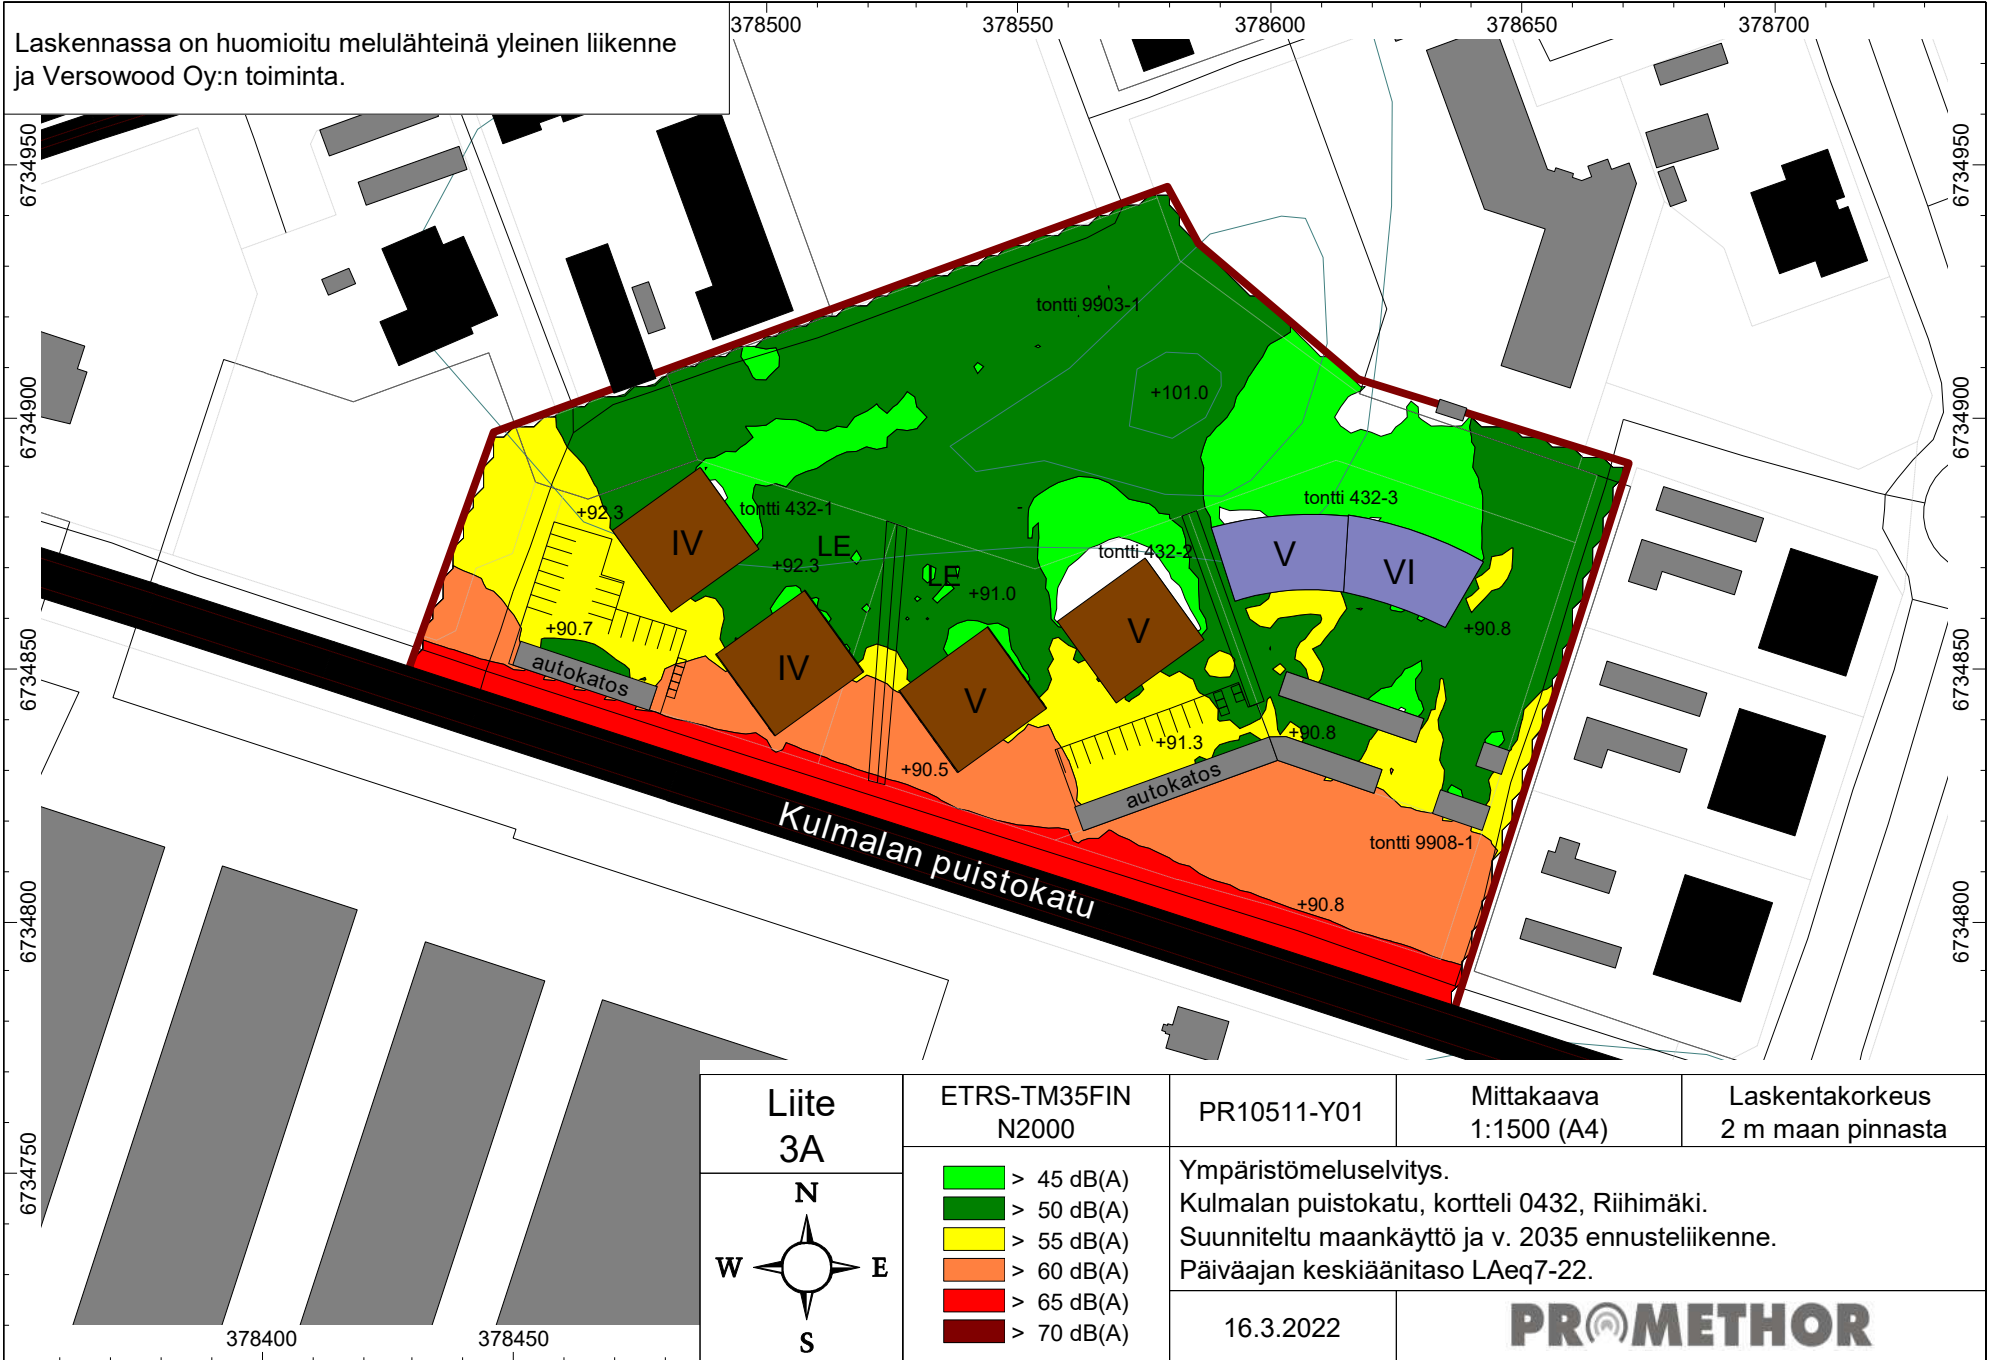 Laskennassa on huomioitu melulähteinä yleinen liikenne
ja Versowood Oy:n toiminta.
378500
378550
378600
378650
378700
6734950
6734950
tontti 9903-1
+101.0
6734900
6734900
tontti 432-3
+92.3
tontti 432-1
IV
LE
+92.3
tontti 432-2
V
VI
LE
+91.0
+90.7
V
+90.8
6734850
6734850
autokatos
IV
V
+90.8
+91.3
+90.5
autokatos
Kulmalan puistokatu
tontti 9908-1
+90.8
6734800
6734800
6734750
378400
378450
Liite
3A
ETRS-TM35FIN
N2000
PR10511-Y01
Mittakaava
1:1500 (A4)
Laskentakorkeus
2 m maan pinnasta
N
W
E
S
> 45 dB(A)
> 50 dB(A)
> 55 dB(A)
> 60 dB(A)
> 65 dB(A)
> 70 dB(A)
Ympäristömeluselvitys.
Kulmalan puistokatu, kortteli 0432, Riihimäki.
Suunniteltu maankäyttö ja v. 2035 ennusteliikenne.
Päiväajan keskiäänitaso LAeq7-22.
16.3.2022
PROMETHOR